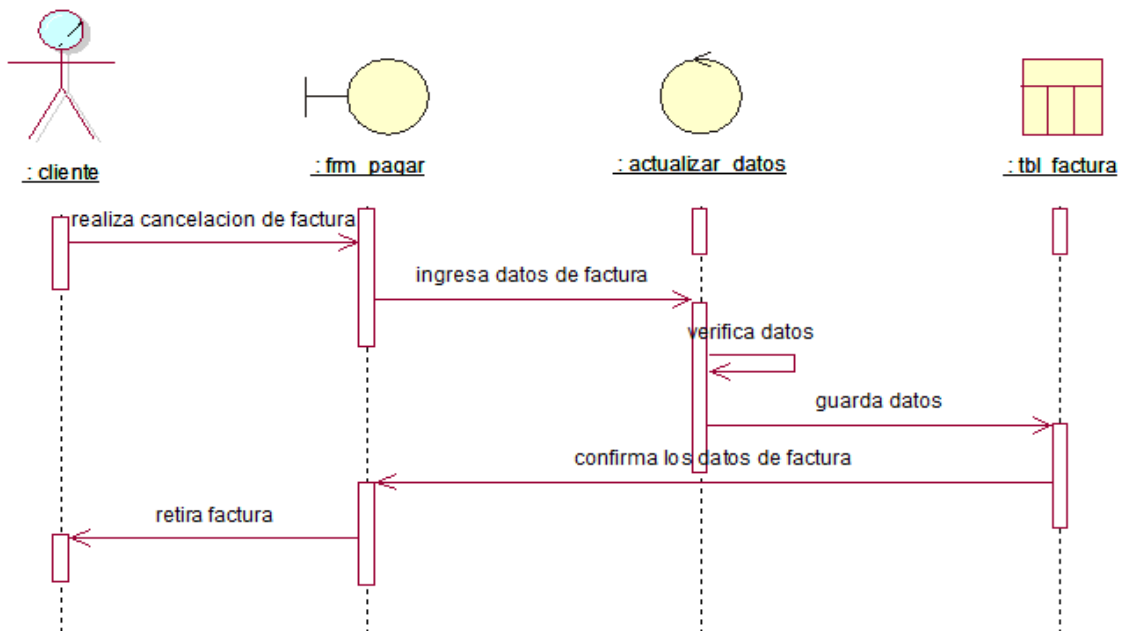 : cliente
: frm_pagar
: actualizar_datos
: tbl_factura
realiza cancelacion de factura
ingresa datos de factura
verifica datos
guarda datos
confirma los datos de factura
retira factura